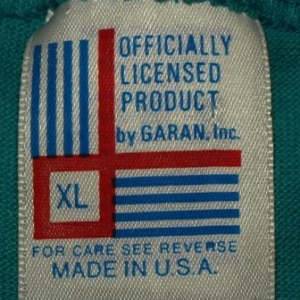 OFFICIALLY
LICENSED
PRODUCT
by GARAN, Inc.
XL
FOR CARE SEE REVERSE
MADE IN U.S.A.